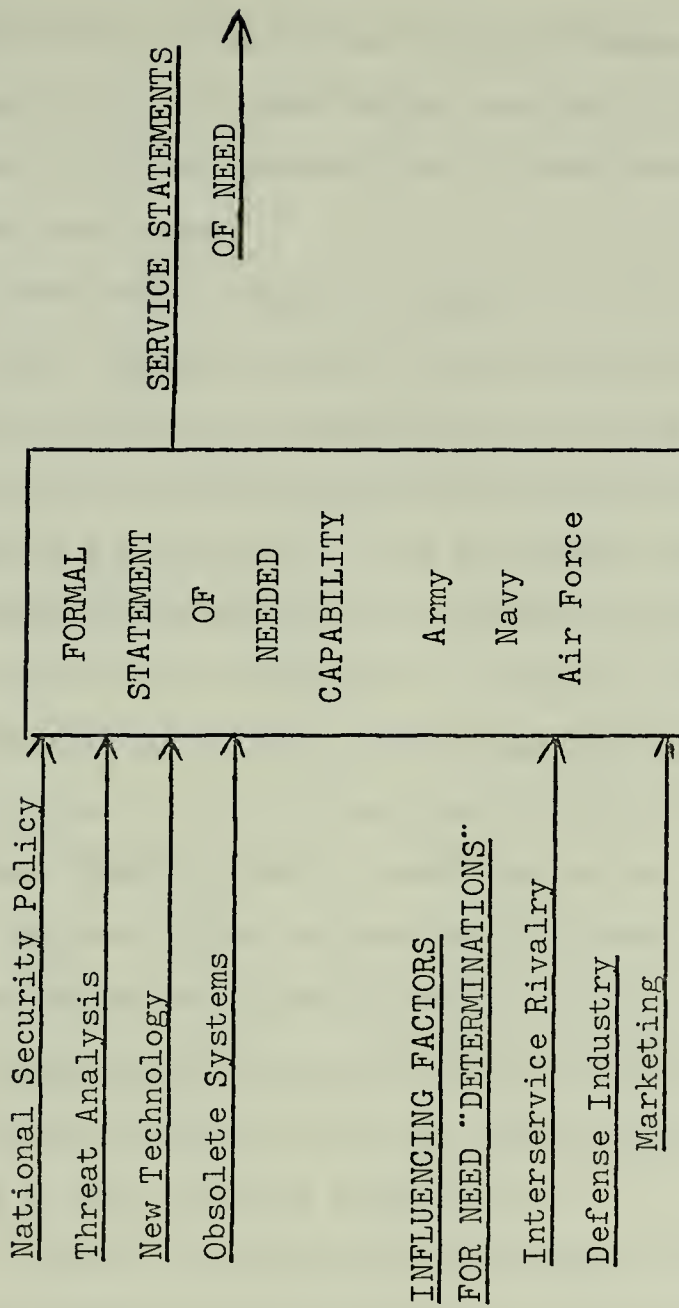 National Security Policy
Threat Analysis
New Technology
Obsolete Systems
INFLUENCING FACTORS
FOR NEED "DETERMINATIONS"
Interservice Rivalry
Defense Industry
Marketing
FORMAL
STATEMENT
OF
NEEDED
CAPABILITY
Army
Navy
Air Force
SERVICE STATEMENTS
OF NEED